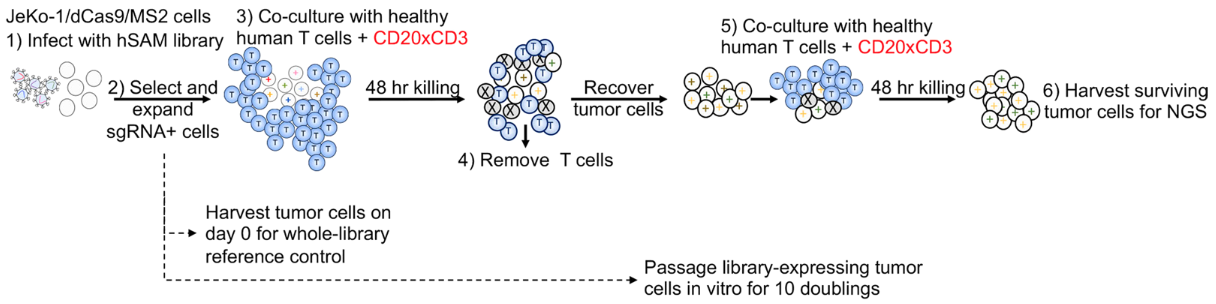 JeKo-1/dCas9/MS2 cells
1) Infect with hSAM library
2) Select and
expand
sgRNA+ cells
3) Co-culture with healthy
human T cells + CD20xCD3
48 hr killing
4) Remove T cells
Recover
tumor cells
5) Co-culture with healthy
human T cells + CD20xCD3
48 hr killing
6) Harvest surviving
tumor cells for NGS
Harvest tumor cells on
day 0 for whole-library
reference control
Passage library-expressing tumor
cells in vitro for 10 doublings